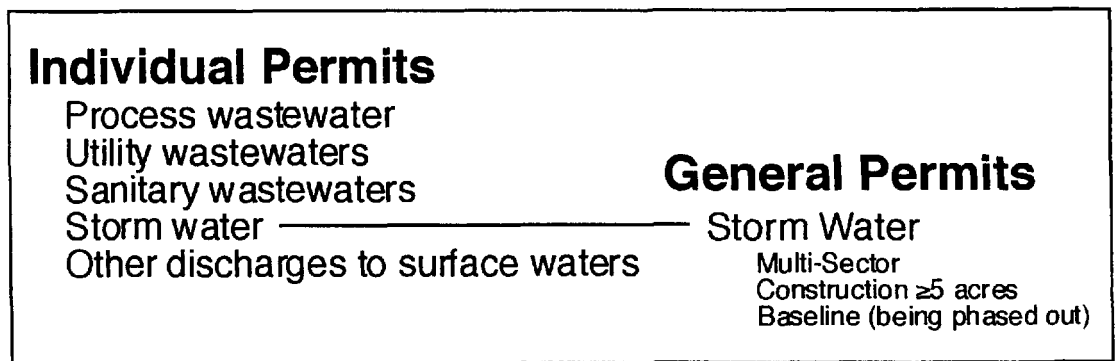 Individual Permits
Process wastewater
Utility wastewaters
Sanitary wastewaters
Storm water
Other discharges to surface waters
General Permits
Storm Water
Multi-Sector
Construction ≥5 acres
Baseline (being phased out)